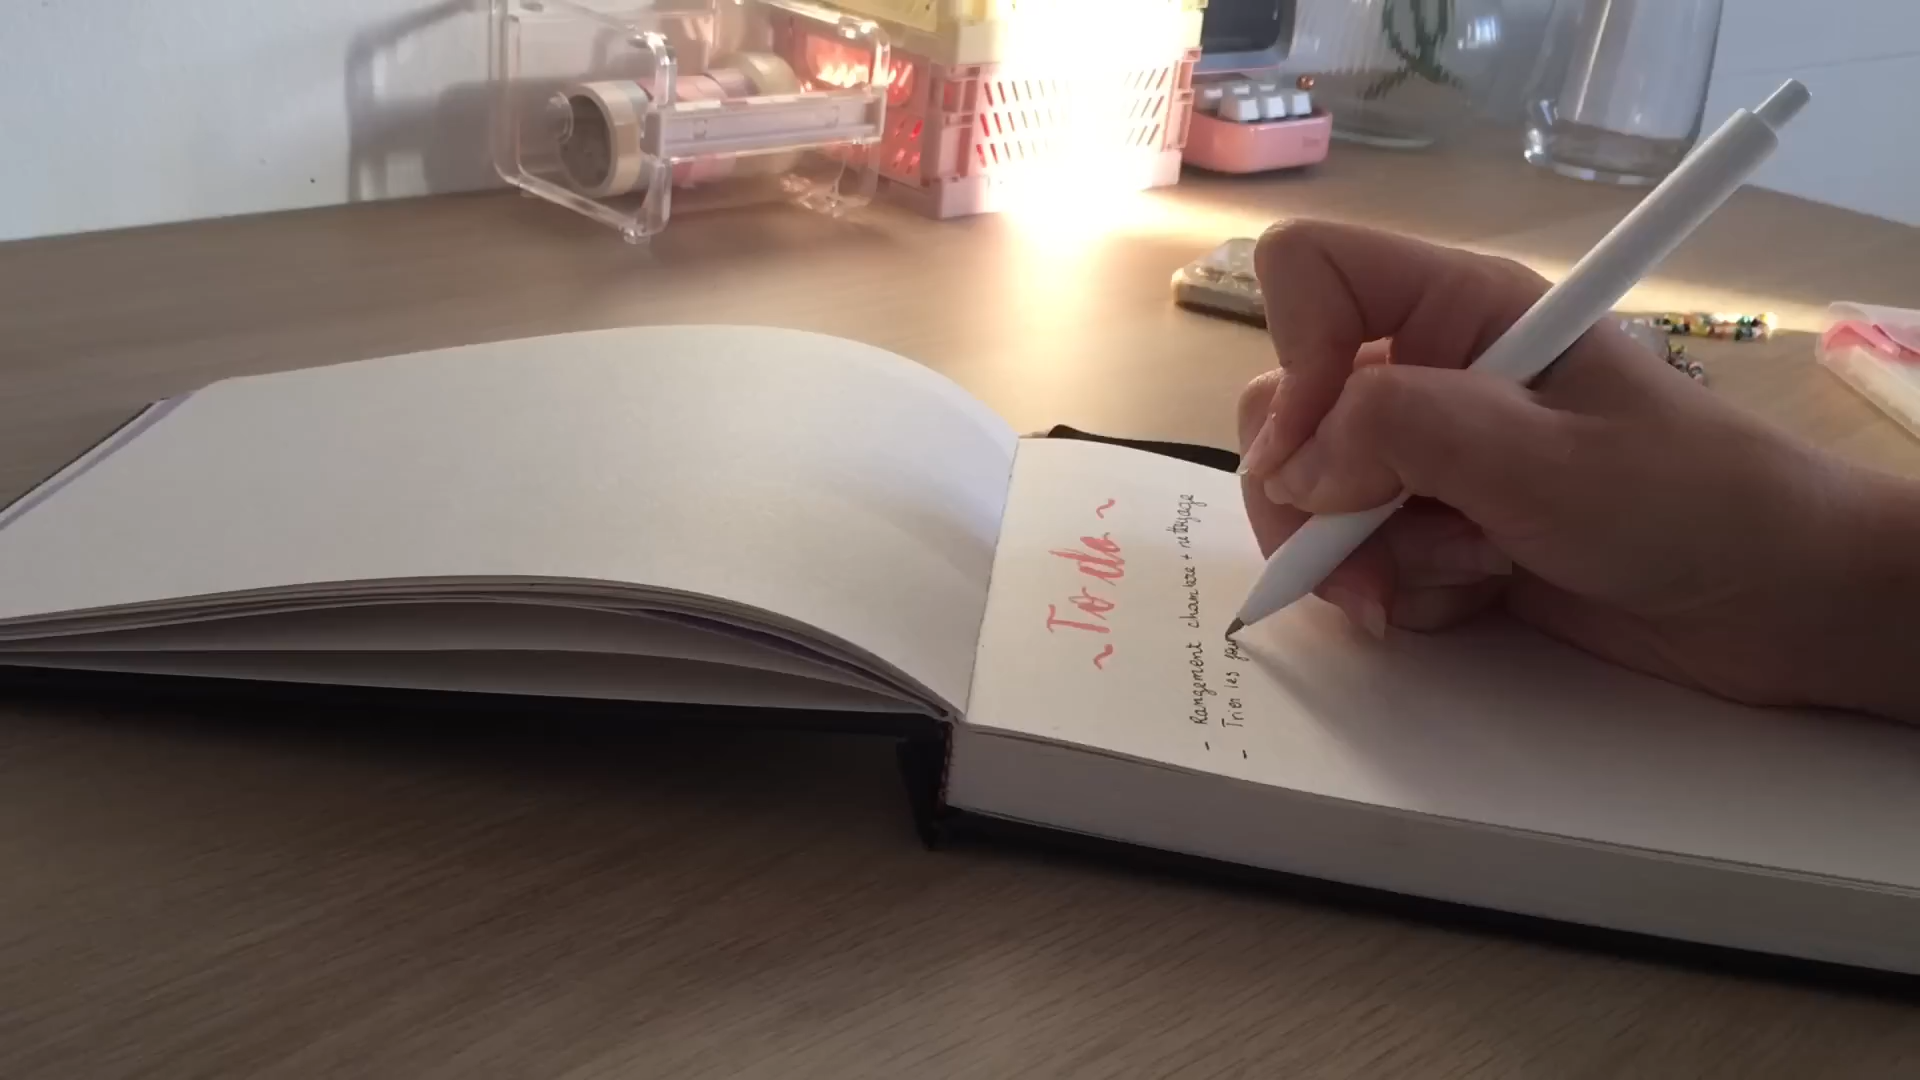 ~ To do ~
- Rangement chambre + nettoyage
- Trier les